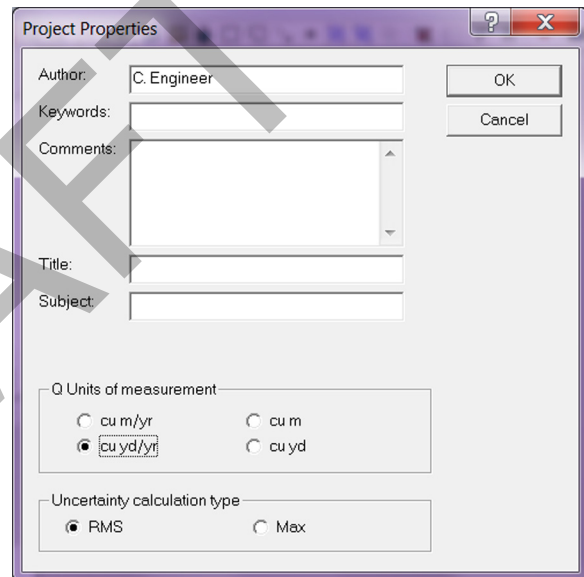 Project Properties
Author: C. Engineer OK
Keywords: Cancel
Comments:
Title:
Subject:
Q Units of measurement
cu m/yr cu m
cu yd/yr cu yd
Uncertainty calculation type
RMS Max